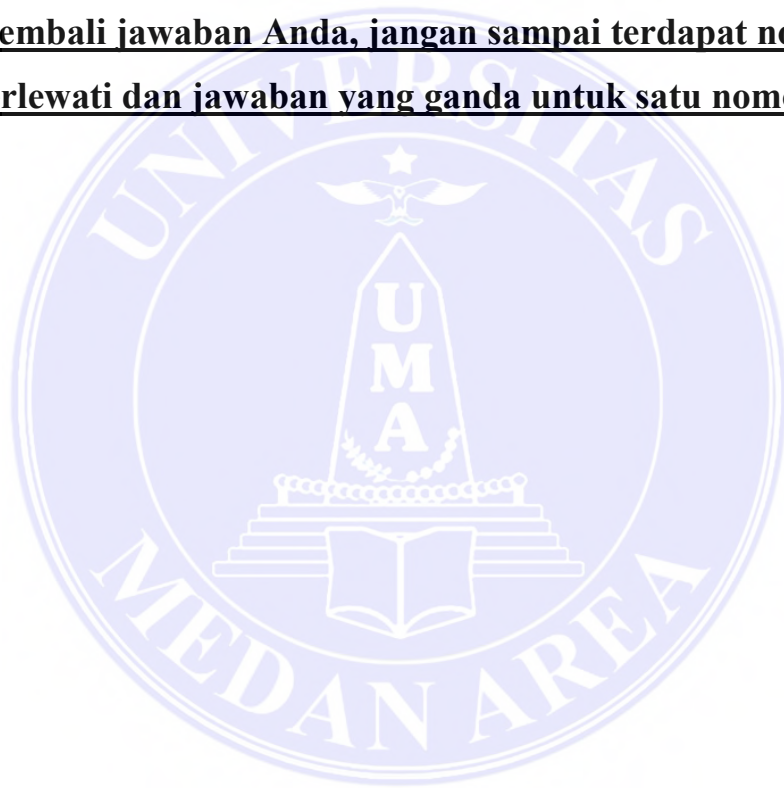 embali jawaban Anda, jangan sampai terdapat no
rlewati dan jawaban yang ganda untuk satu nom
UNIVERSITAS
U
M
A
MEDAN AREA